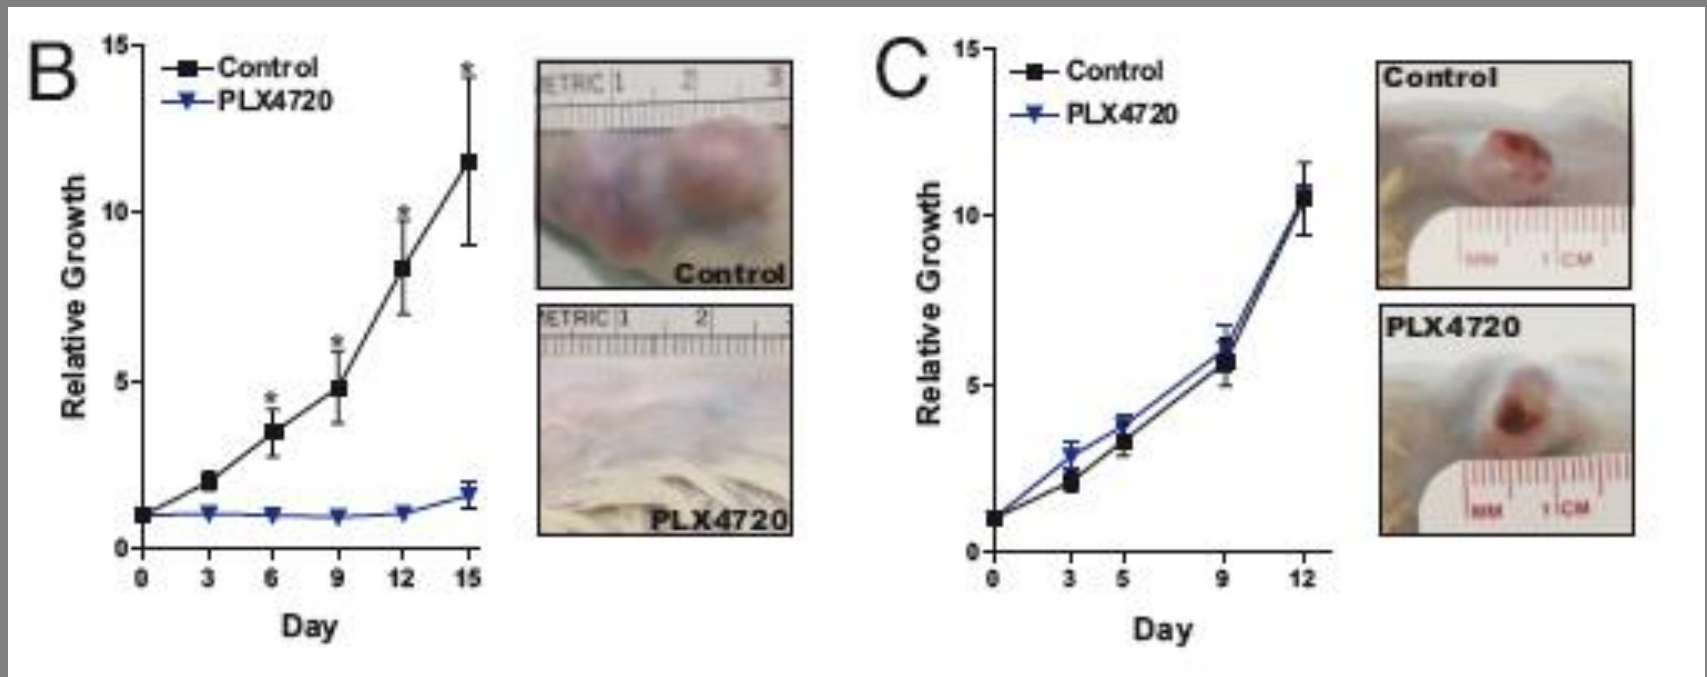 B
15
10
5
0
Relative Growth
Control
PLX4720
*
*
*
*
0 3 6 9 12 15
Day
ETRIC 1 2 3
Control
ETRIC 1 2
PLX4720
C
15
10
5
0
Relative Growth
Control
PLX4720
0 3 5 9 12
Day
Control
MM 1 CM
PLX4720
MM 1 CM